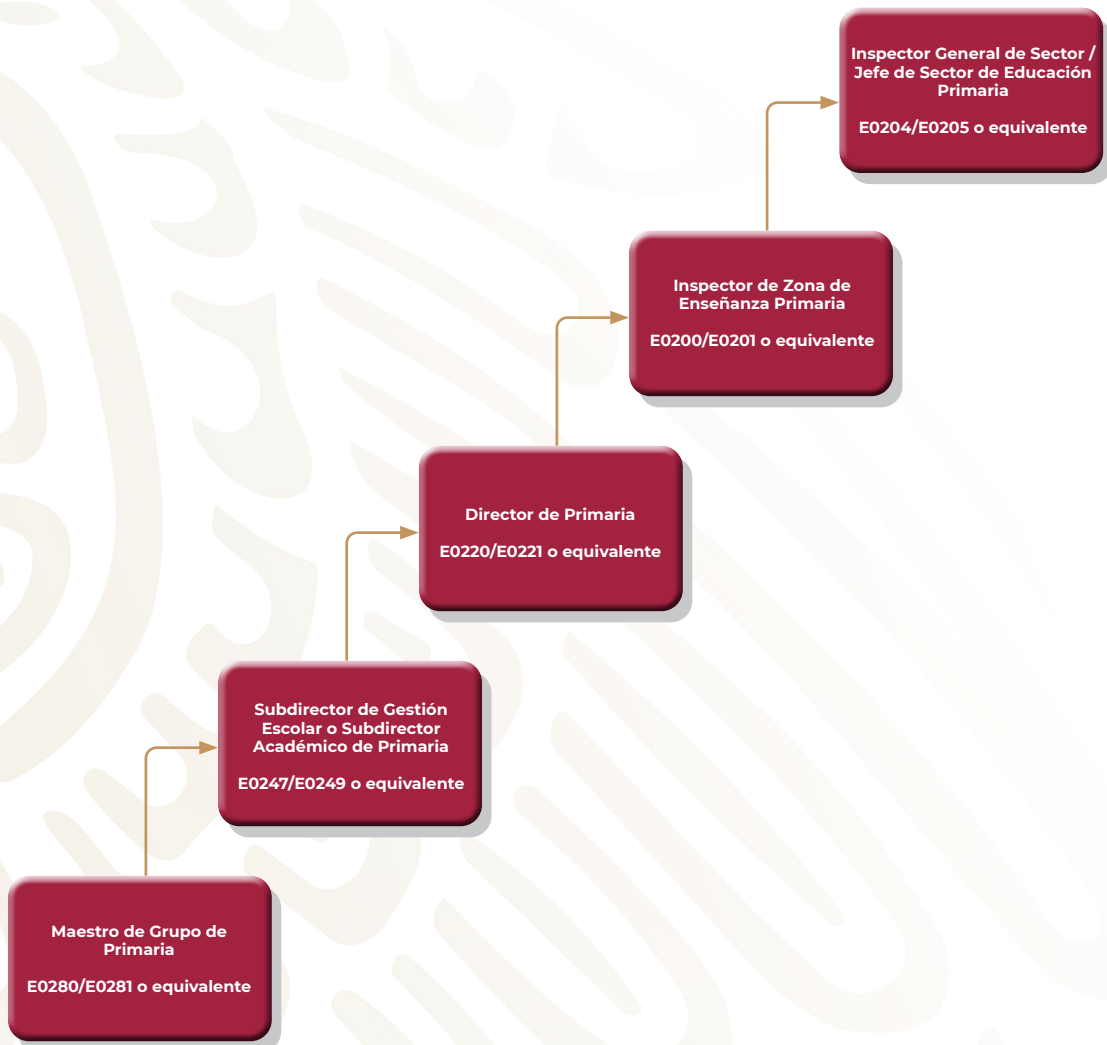 Inspector General de Sector /
Jefe de Sector de Educación
Primaria
E0204/E0205 o equivalente
Inspector de Zona de
Enseñanza Primaria
E0200/E0201 o equivalente
Director de Primaria
E0220/E0221 o equivalente
Subdirector de Gestión
Escolar o Subdirector
Académico de Primaria
E0247/E0249 o equivalente
Maestro de Grupo de
Primaria
E0280/E0281 o equivalente